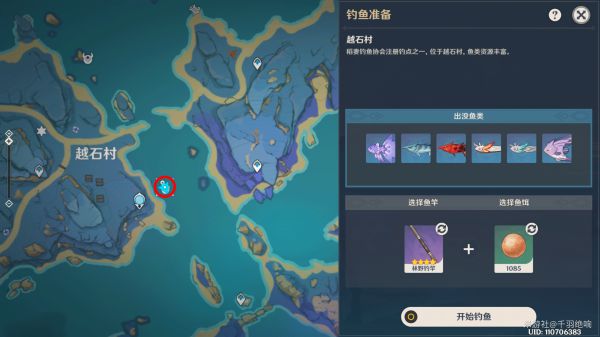 钓鱼准备
越石村
稻妻钓鱼协会注册钓点之一，位于越石村，鱼类资源丰富。
出没鱼类
越石村
选择鱼竿
选择鱼饵
林野钓竿
1085
开始钓鱼
米游社@千羽绝响
UID: 110706383